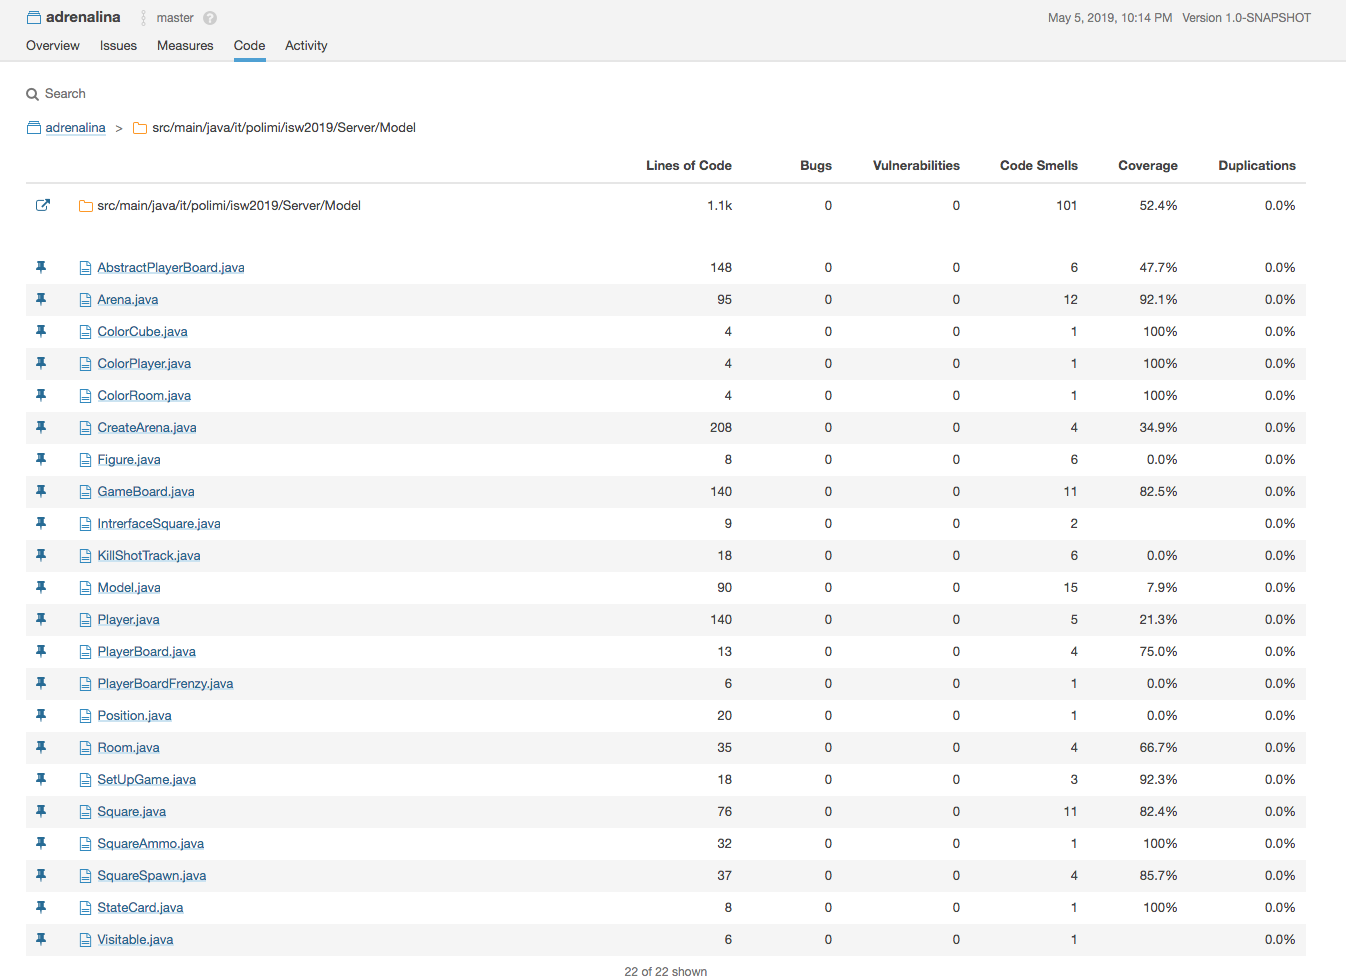 adrenalina master ? May 5, 2019, 10:14 PM Version 1.0-SNAPSHOT
Overview Issues Measures Code Activity
Search
adrenalina > src/main/java/it/polimi/isw2019/Server/Model
Lines of Code Bugs Vulnerabilities Code Smells Coverage Duplications
src/main/java/it/polimi/isw2019/Server/Model 1.1k 0 0 101 52.4% 0.0%
AbstractPlayerBoard.java 148 0 0 6 47.7% 0.0%
Arena.java 95 0 0 12 92.1% 0.0%
ColorCube.java 4 0 0 1 100% 0.0%
ColorPlayer.java 4 0 0 1 100% 0.0%
ColorRoom.java 4 0 0 1 100% 0.0%
CreateArena.java 208 0 0 4 34.9% 0.0%
Figure.java 8 0 0 6 0.0% 0.0%
GameBoard.java 140 0 0 11 82.5% 0.0%
IntrerfaceSquare.java 9 0 0 2 0.0%
KillShotTrack.java 18 0 0 6 0.0% 0.0%
Model.java 90 0 0 15 7.9% 0.0%
Player.java 140 0 0 5 21.3% 0.0%
PlayerBoard.java 13 0 0 4 75.0% 0.0%
PlayerBoardFrenzy.java 6 0 0 1 0.0% 0.0%
Position.java 20 0 0 1 0.0% 0.0%
Room.java 35 0 0 4 66.7% 0.0%
SetUpGame.java 18 0 0 3 92.3% 0.0%
Square.java 76 0 0 11 82.4% 0.0%
SquareAmmo.java 32 0 0 1 100% 0.0%
SquareSpawn.java 37 0 0 4 85.7% 0.0%
StateCard.java 8 0 0 1 100% 0.0%
Visitable.java 6 0 0 1 0.0%
22 of 22 shown